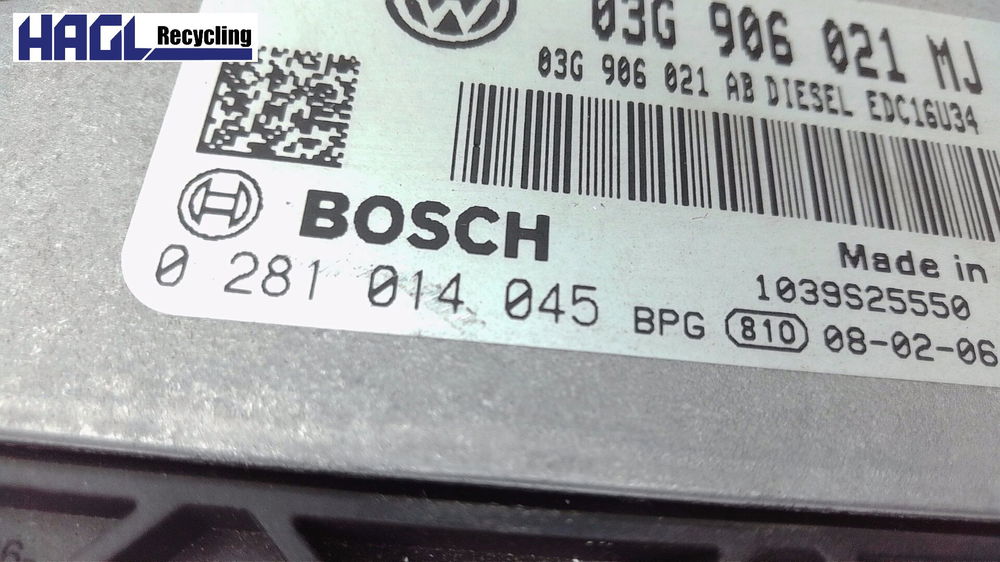 HAGL Recycling
03G 906 021 MJ
03G 906 021 AB DIESEL EDC16U34
BOSCH
0 281 014 045
Made in
1039S25550
BPG 810 08-02-06
6